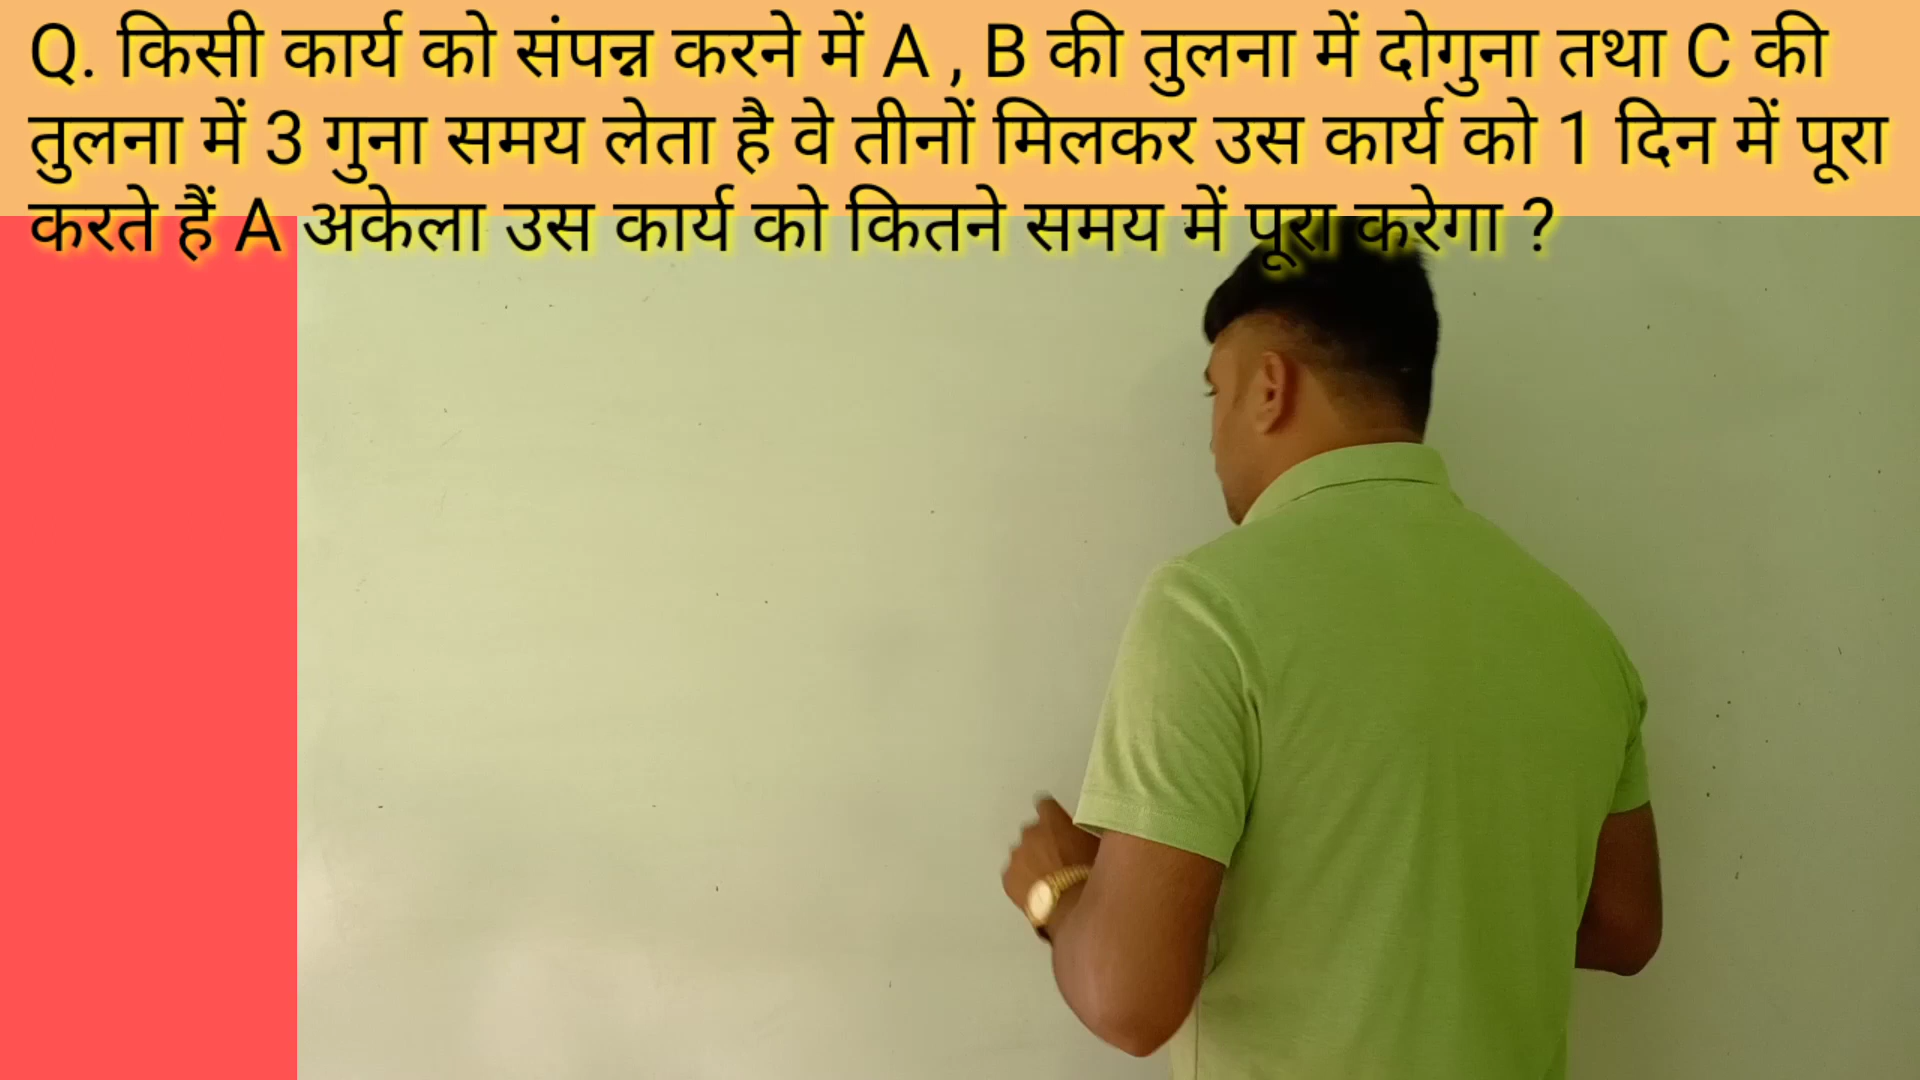 Q. किसी कार्य को संपन्न करने में A , B की तुलना में दोगुना तथा C की
तुलना में 3 गुना समय लेता है वे तीनों मिलकर उस कार्य को 1 दिन में पूरा
करते हैं A अकेला उस कार्य को कितने समय में पूरा करेगा ?